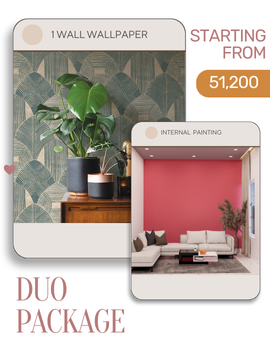 1 WALL WALLPAPER
STARTING
FROM
51,200
INTERNAL PAINTING
DUO
PACKAGE